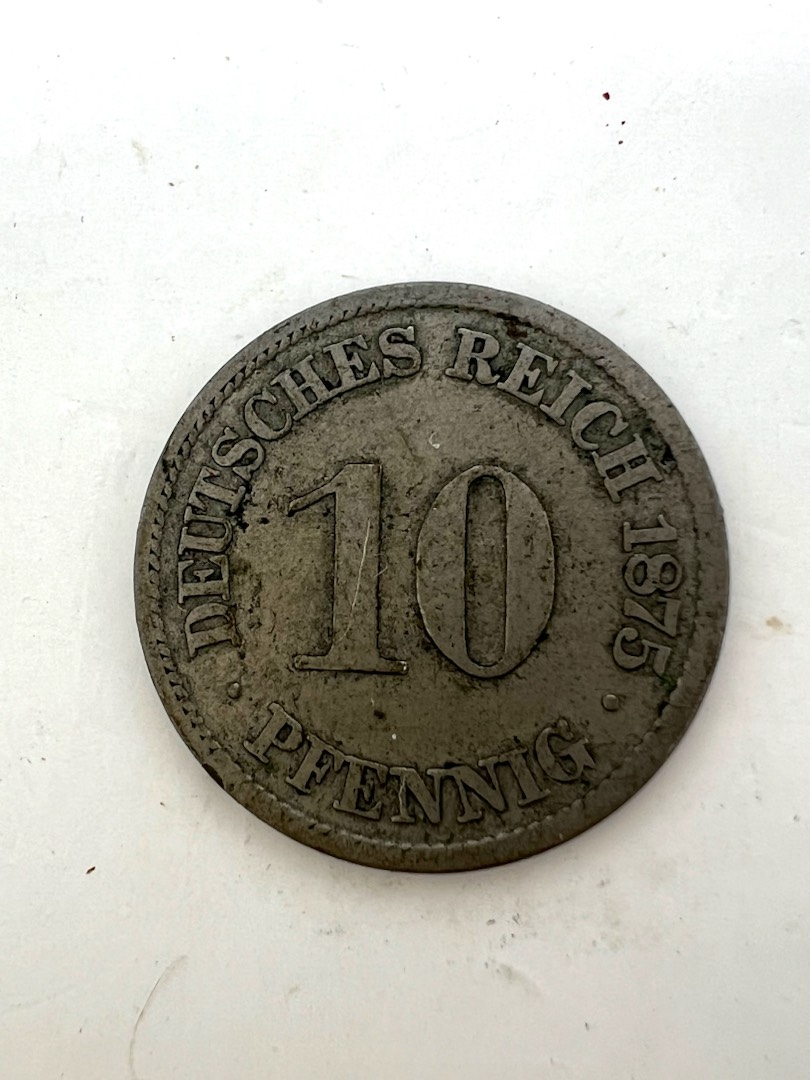 DEUTSCHES REICH 1875
10
· PFENNIG ·